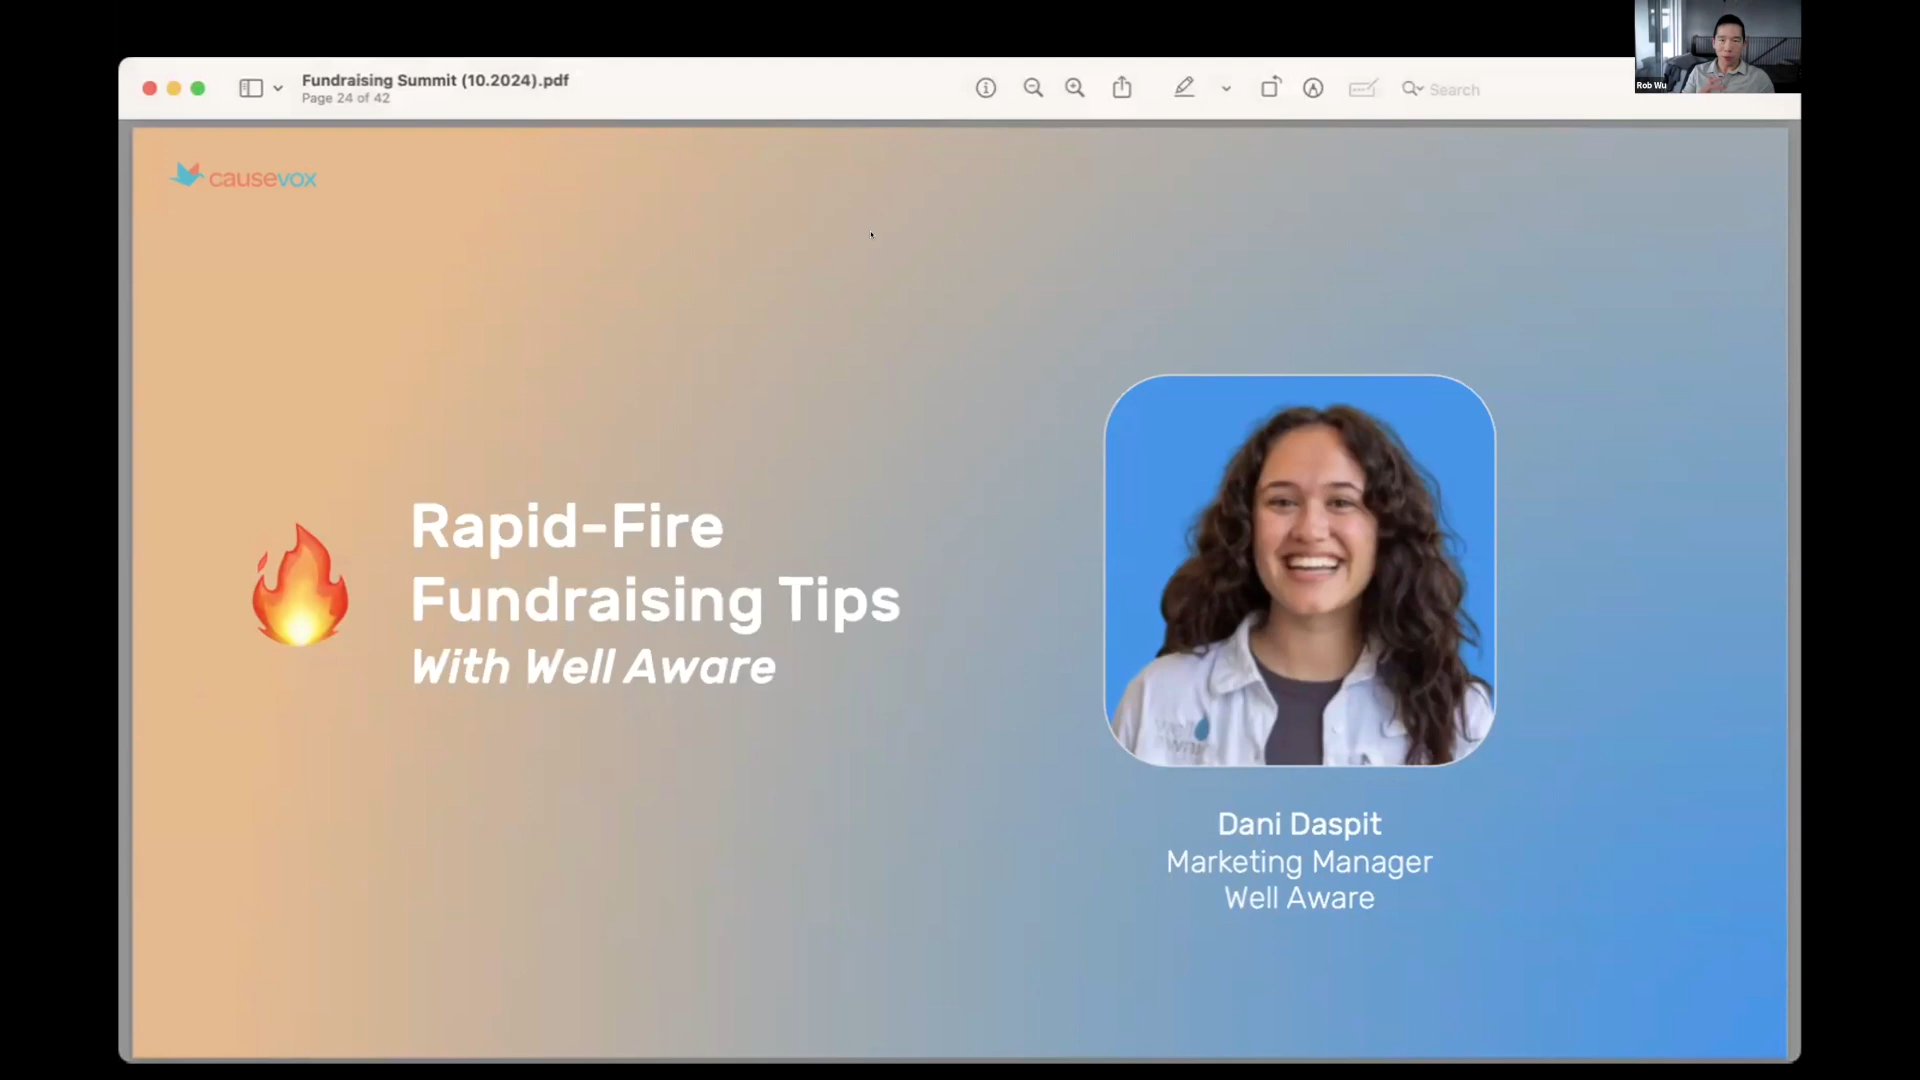 Fundraising Summit (10.2024).pdf
Page 24 of 42
Search
Rob Wu
causevox
Rapid-Fire
Fundraising Tips
With Well Aware
Dani Daspit
Marketing Manager
Well Aware